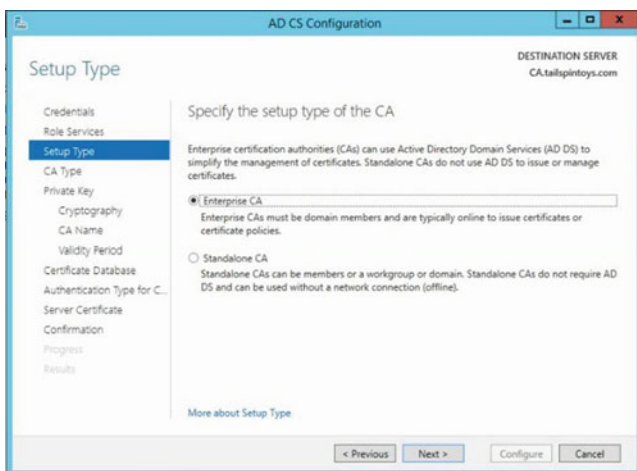 AD CS Configuration
DESTINATION SERVER
CA.tailspintoys.com
Setup Type
Credentials
Role Services
Setup Type
CA Type
Private Key
Cryptography
CA Name
Validity Period
Certificate Database
Authentication Type for C...
Server Certificate
Confirmation
Progress
Results
Specify the setup type of the CA
Enterprise certification authorities (CAs) can use Active Directory Domain Services (AD DS) to
simplify the management of certificates. Standalone CAs do not use AD DS to issue or manage
certificates.
Enterprise CA
Enterprise CAs must be domain members and are typically online to issue certificates or
certificate policies.
Standalone CA
Standalone CAs can be members or a workgroup or domain. Standalone CAs do not require AD
DS and can be used without a network connection (offline).
More about Setup Type
< Previous
Next >
Configure
Cancel